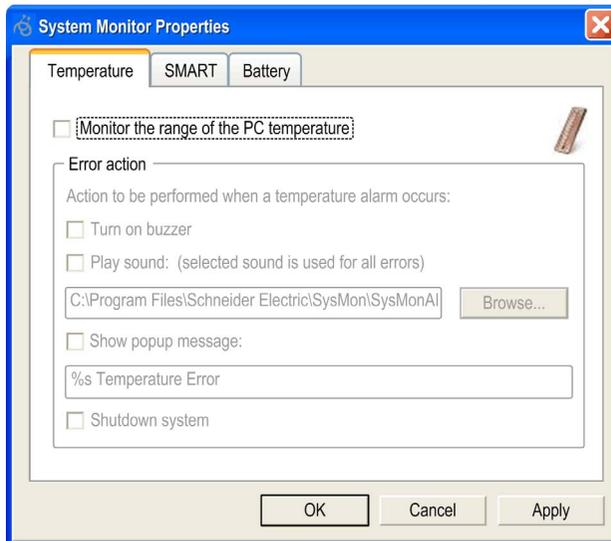 System Monitor Properties
Temperature SMART Battery
Monitor the range of the PC temperature
Error action
Action to be performed when a temperature alarm occurs:
Turn on buzzer
Play sound: (selected sound is used for all errors)
C:\Program Files\Schneider Electric\SysMon\SysMonAl Browse...
Show popup message:
%s Temperature Error
Shutdown system
OK Cancel Apply